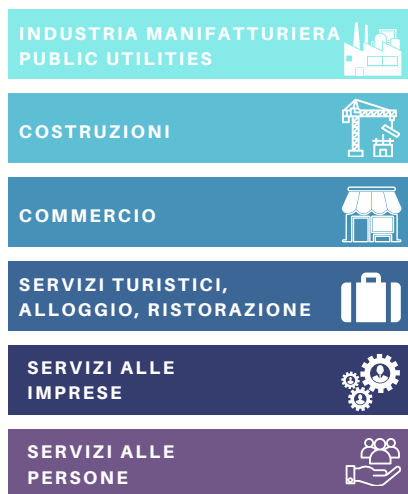 INDUSTRIA MANIFATTURIERA
PUBLIC UTILITIES
COSTRUZIONI
COMMERCIO
SERVIZI TURISTICI,
ALLOGGIO, RISTORAZIONE
SERVIZI ALLE
IMPRESE
SERVIZI ALLE
PERSONE